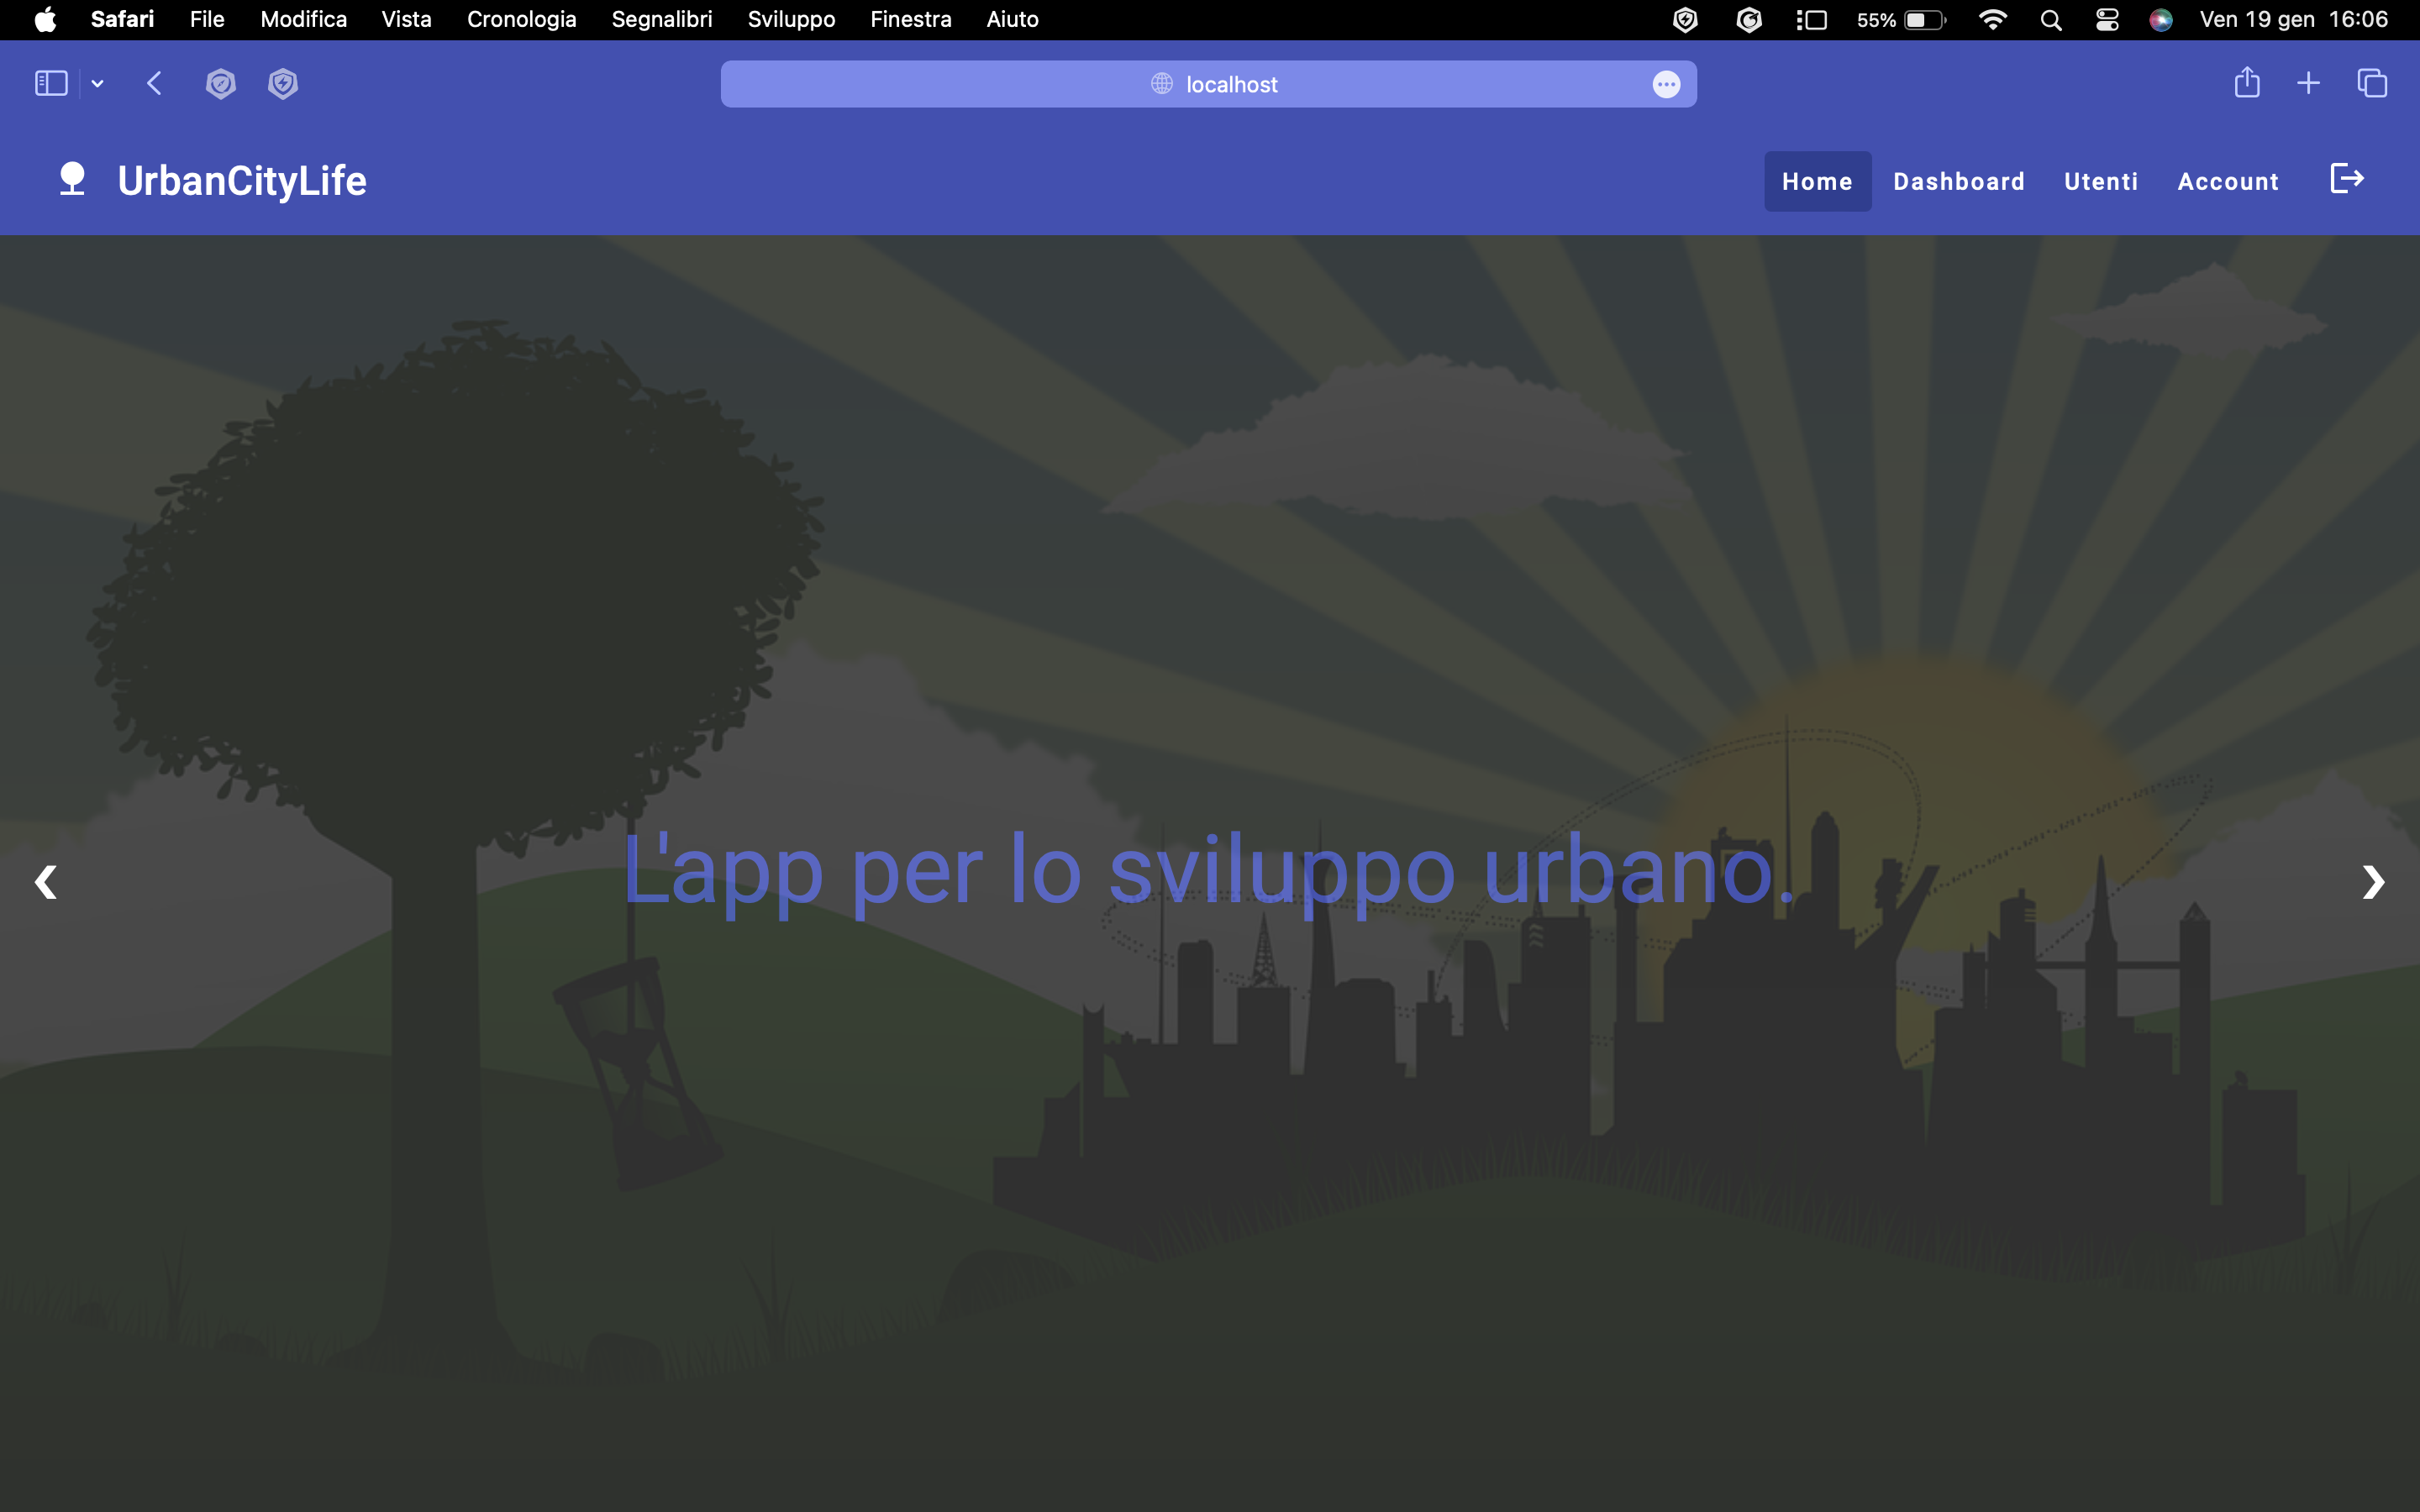 Safari File Modifica Vista Cronologia Segnalibri Sviluppo Finestra Aiuto 55% Ven 19 gen 16:06
localhost
UrbanCityLife Home Dashboard Utenti Account
L'app per lo sviluppo urbano.